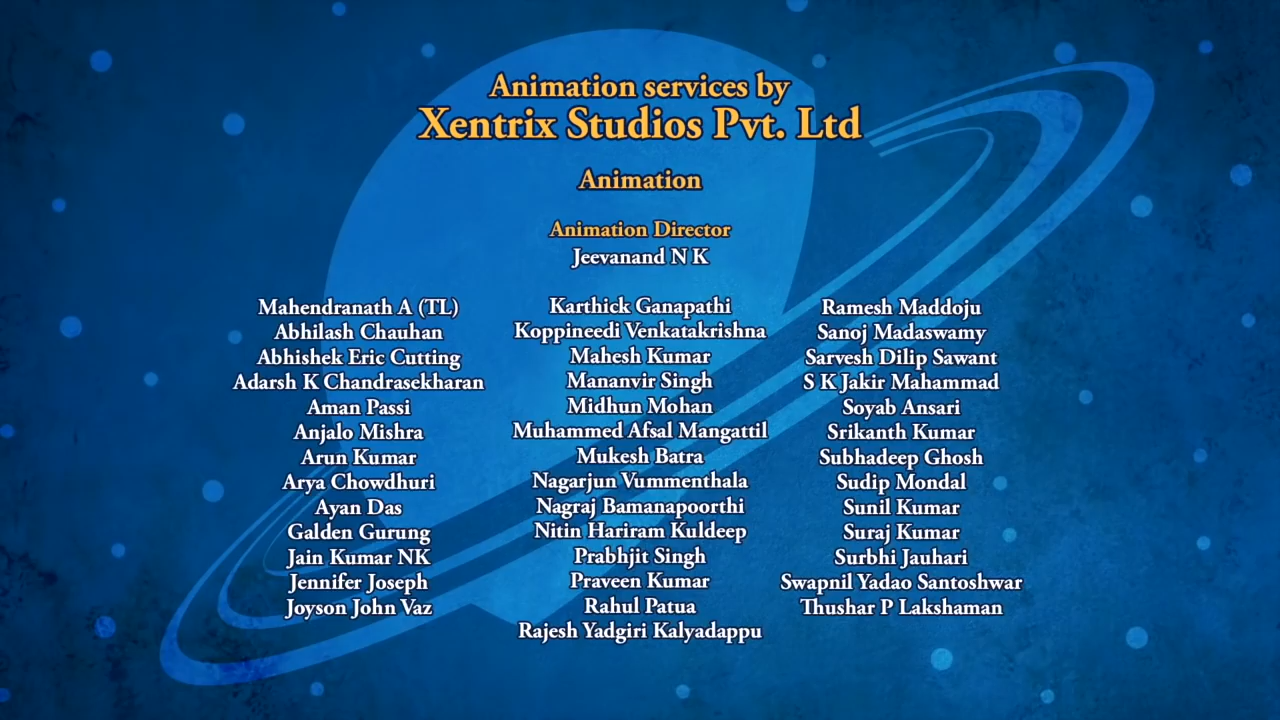 Animation services by
Xentrix Studios Pvt. Ltd
Animation
Animation Director
Jeevanand N K
Mahendranath A (TL)
Abhilash Chauhan
Abhishek Eric Cutting
Adarsh K Chandrasekharan
Aman Passi
Anjalo Mishra
Arun Kumar
Arya Chowdhuri
Ayan Das
Galden Gurung
Jain Kumar NK
Jennifer Joseph
Joyson John Vaz
Karthick Ganapathi
Koppineedi Venkatakrishna
Mahesh Kumar
Mananvir Singh
Midhun Mohan
Muhammed Afsal Mangattil
Mukesh Batra
Nagarjun Vummenthala
Nagraj Bamanapoorthi
Nitin Hariram Kuldeep
Prabhjit Singh
Praveen Kumar
Rahul Patua
Rajesh Yadgiri Kalyadappu
Ramesh Maddoju
Sanoj Madaswamy
Sarvesh Dilip Sawant
S K Jakir Mahammad
Soyab Ansari
Srikanth Kumar
Subhadeep Ghosh
Sudip Mondal
Sunil Kumar
Suraj Kumar
Surbhi Jauhari
Swapnil Yadao Santoshwar
Thushar P Lakshaman